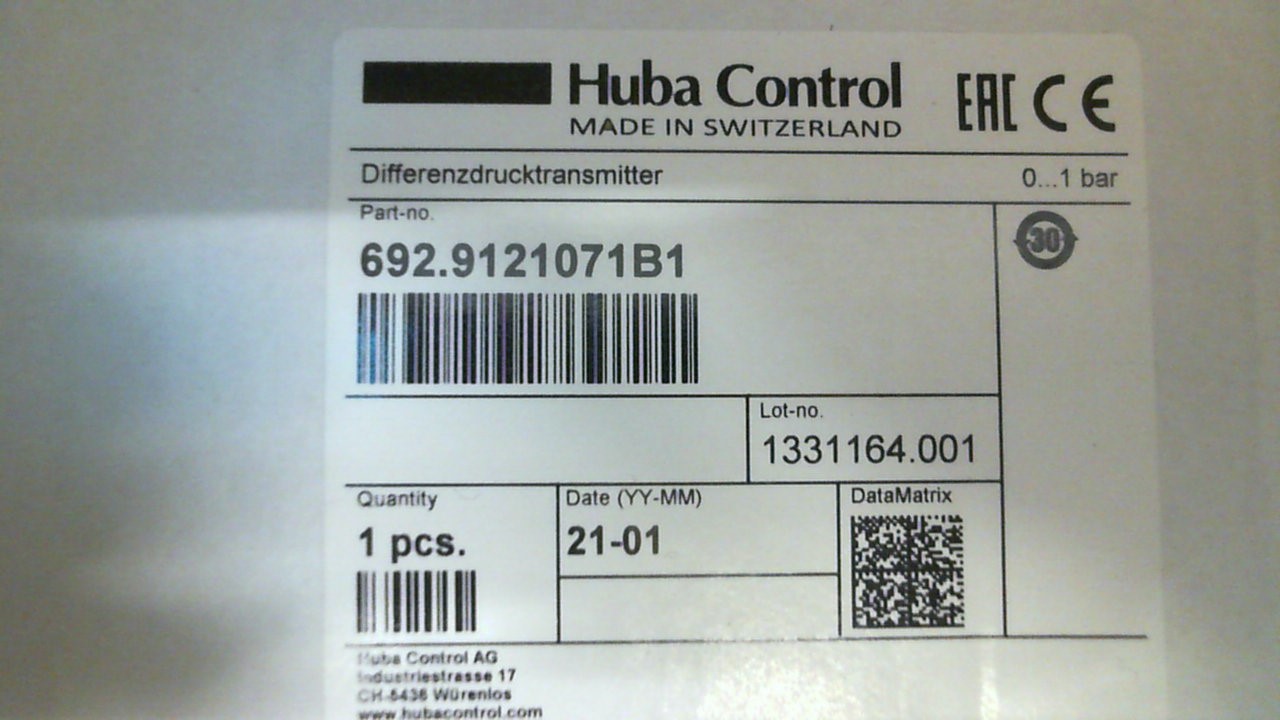 Huba Control
MADE IN SWITZERLAND
EAC CE
Differenzdrucktransmitter 0...1 bar
Part-no.
692.9121071B1
30
Lot-no.
1331164.001
Quantity
1 pcs.
Date (YY-MM)
21-01
DataMatrix
Huba Control AG
Industriestrasse 17
CH-5436 Würenlos
www.hubacontrol.com